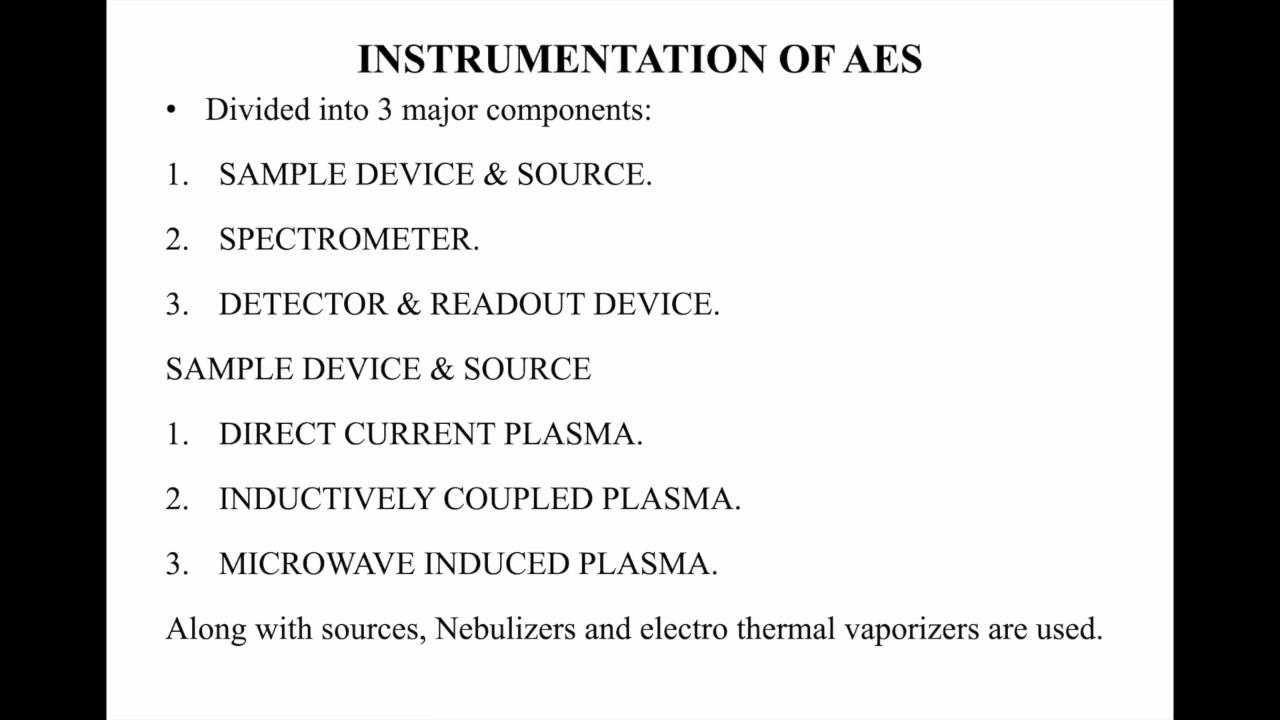 INSTRUMENTATION OF AES
• Divided into 3 major components:
1. SAMPLE DEVICE & SOURCE.
2. SPECTROMETER.
3. DETECTOR & READOUT DEVICE.
SAMPLE DEVICE & SOURCE
1. DIRECT CURRENT PLASMA.
2. INDUCTIVELY COUPLED PLASMA.
3. MICROWAVE INDUCED PLASMA.
Along with sources, Nebulizers and electro thermal vaporizers are used.